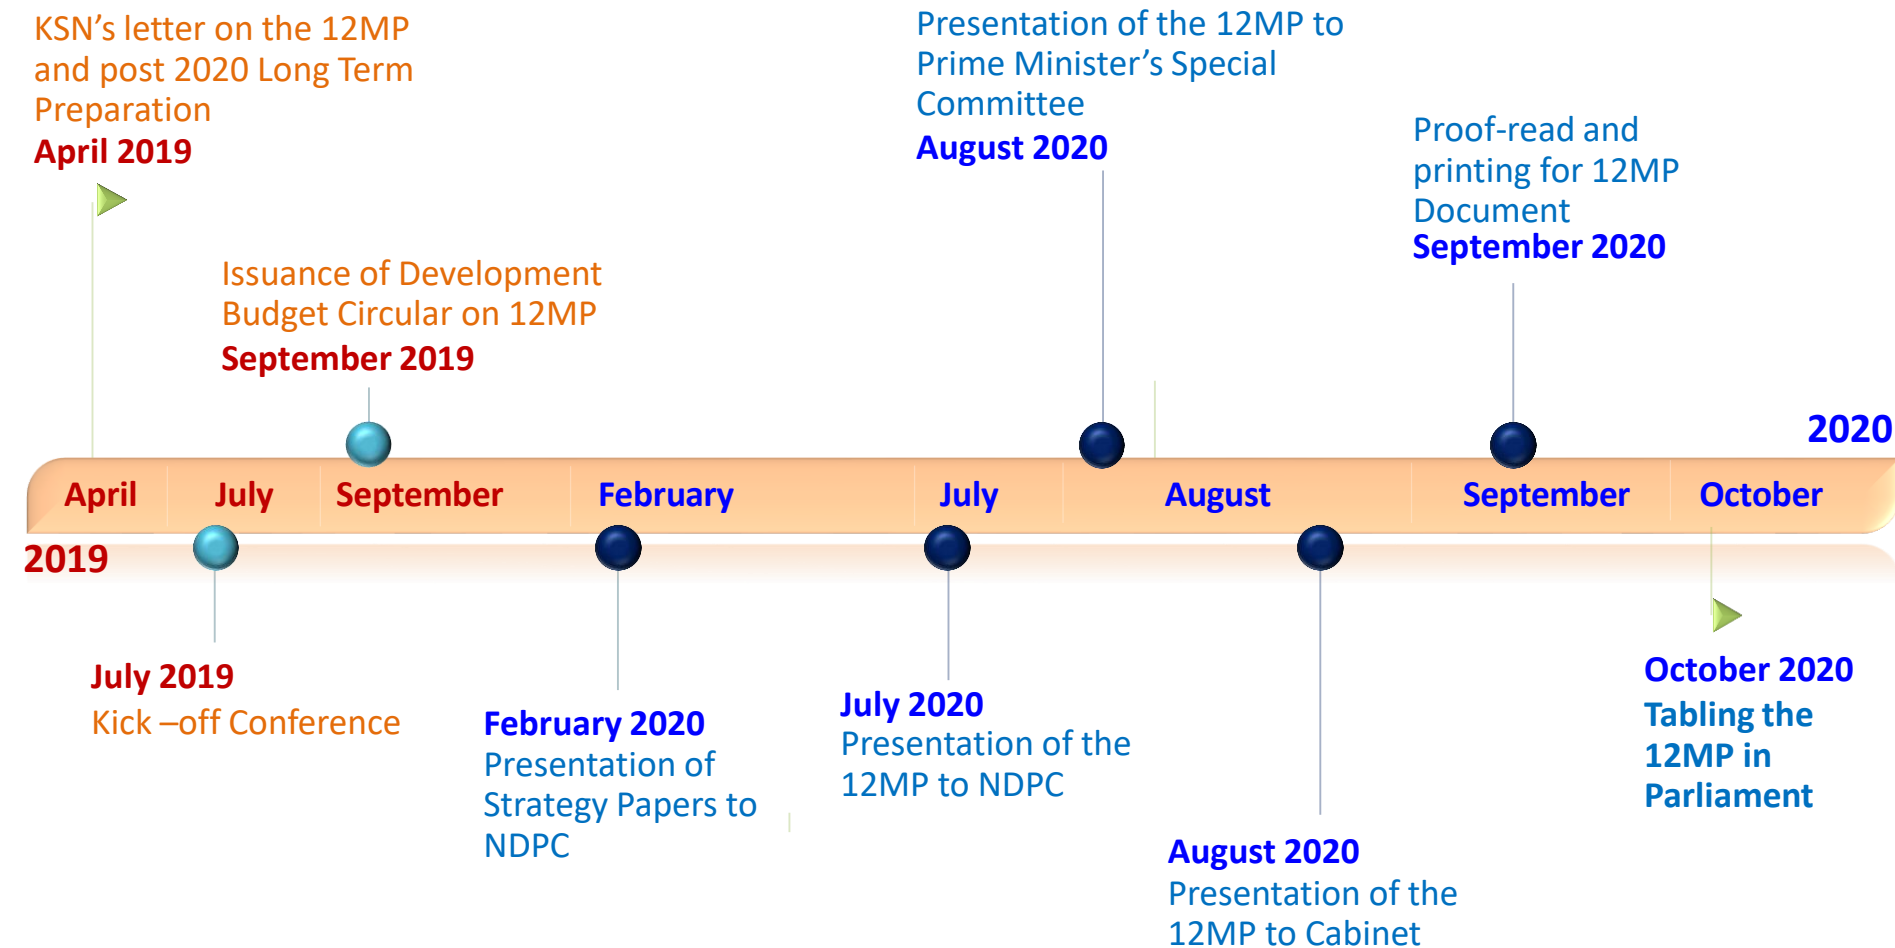 KSN’s letter on the 12MP
and post 2020 Long Term
Preparation
April 2019
Issuance of Development
Budget Circular on 12MP
September 2019
Presentation of the 12MP to
Prime Minister’s Special
Committee
August 2020
Proof-read and
printing for 12MP
Document
September 2020
2020
April July September February July August September October
2019
July 2019
Kick –off Conference
February 2020
Presentation of
Strategy Papers to
NDPC
July 2020
Presentation of the
12MP to NDPC
August 2020
Presentation of the
12MP to Cabinet
October 2020
Tabling the
12MP in
Parliament